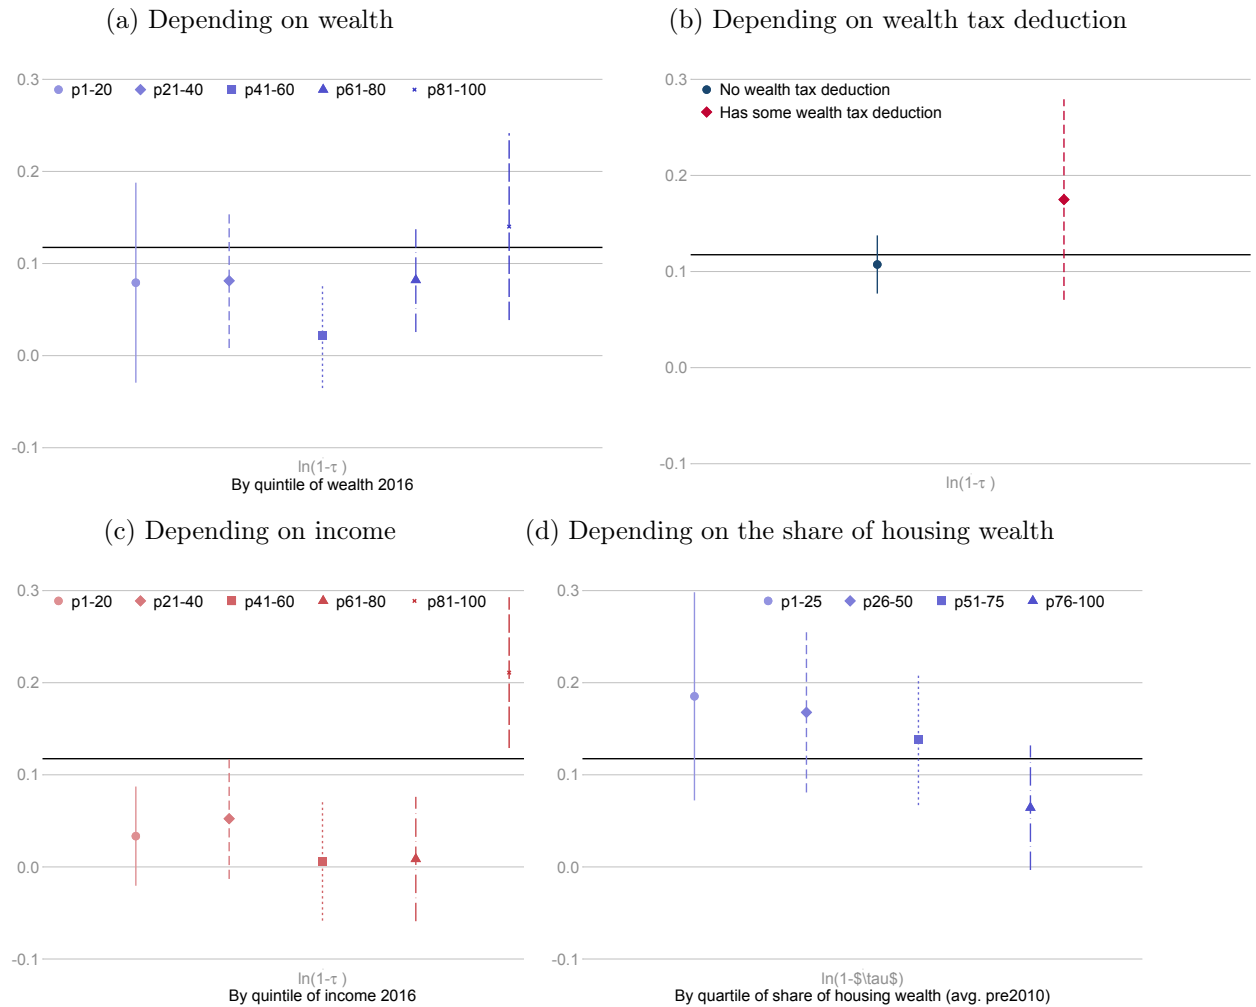 (a) Depending on wealth
0.3
p1-20 p21-40 p41-60 p61-80 p81-100
0.2
0.1
0.0
-0.1
ln(1-τ )
By quintile of wealth 2016
(b) Depending on wealth tax deduction
0.3
No wealth tax deduction
Has some wealth tax deduction
0.2
0.1
0.0
-0.1
ln(1-τ )
(c) Depending on income
0.3
p1-20 p21-40 p41-60 p61-80 p81-100
0.2
0.1
0.0
-0.1
ln(1-τ )
By quintile of income 2016
(d) Depending on the share of housing wealth
0.3
p1-25 p26-50 p51-75 p76-100
0.2
0.1
0.0
-0.1
ln(1-$\tau$)
By quartile of share of housing wealth (avg. pre2010)